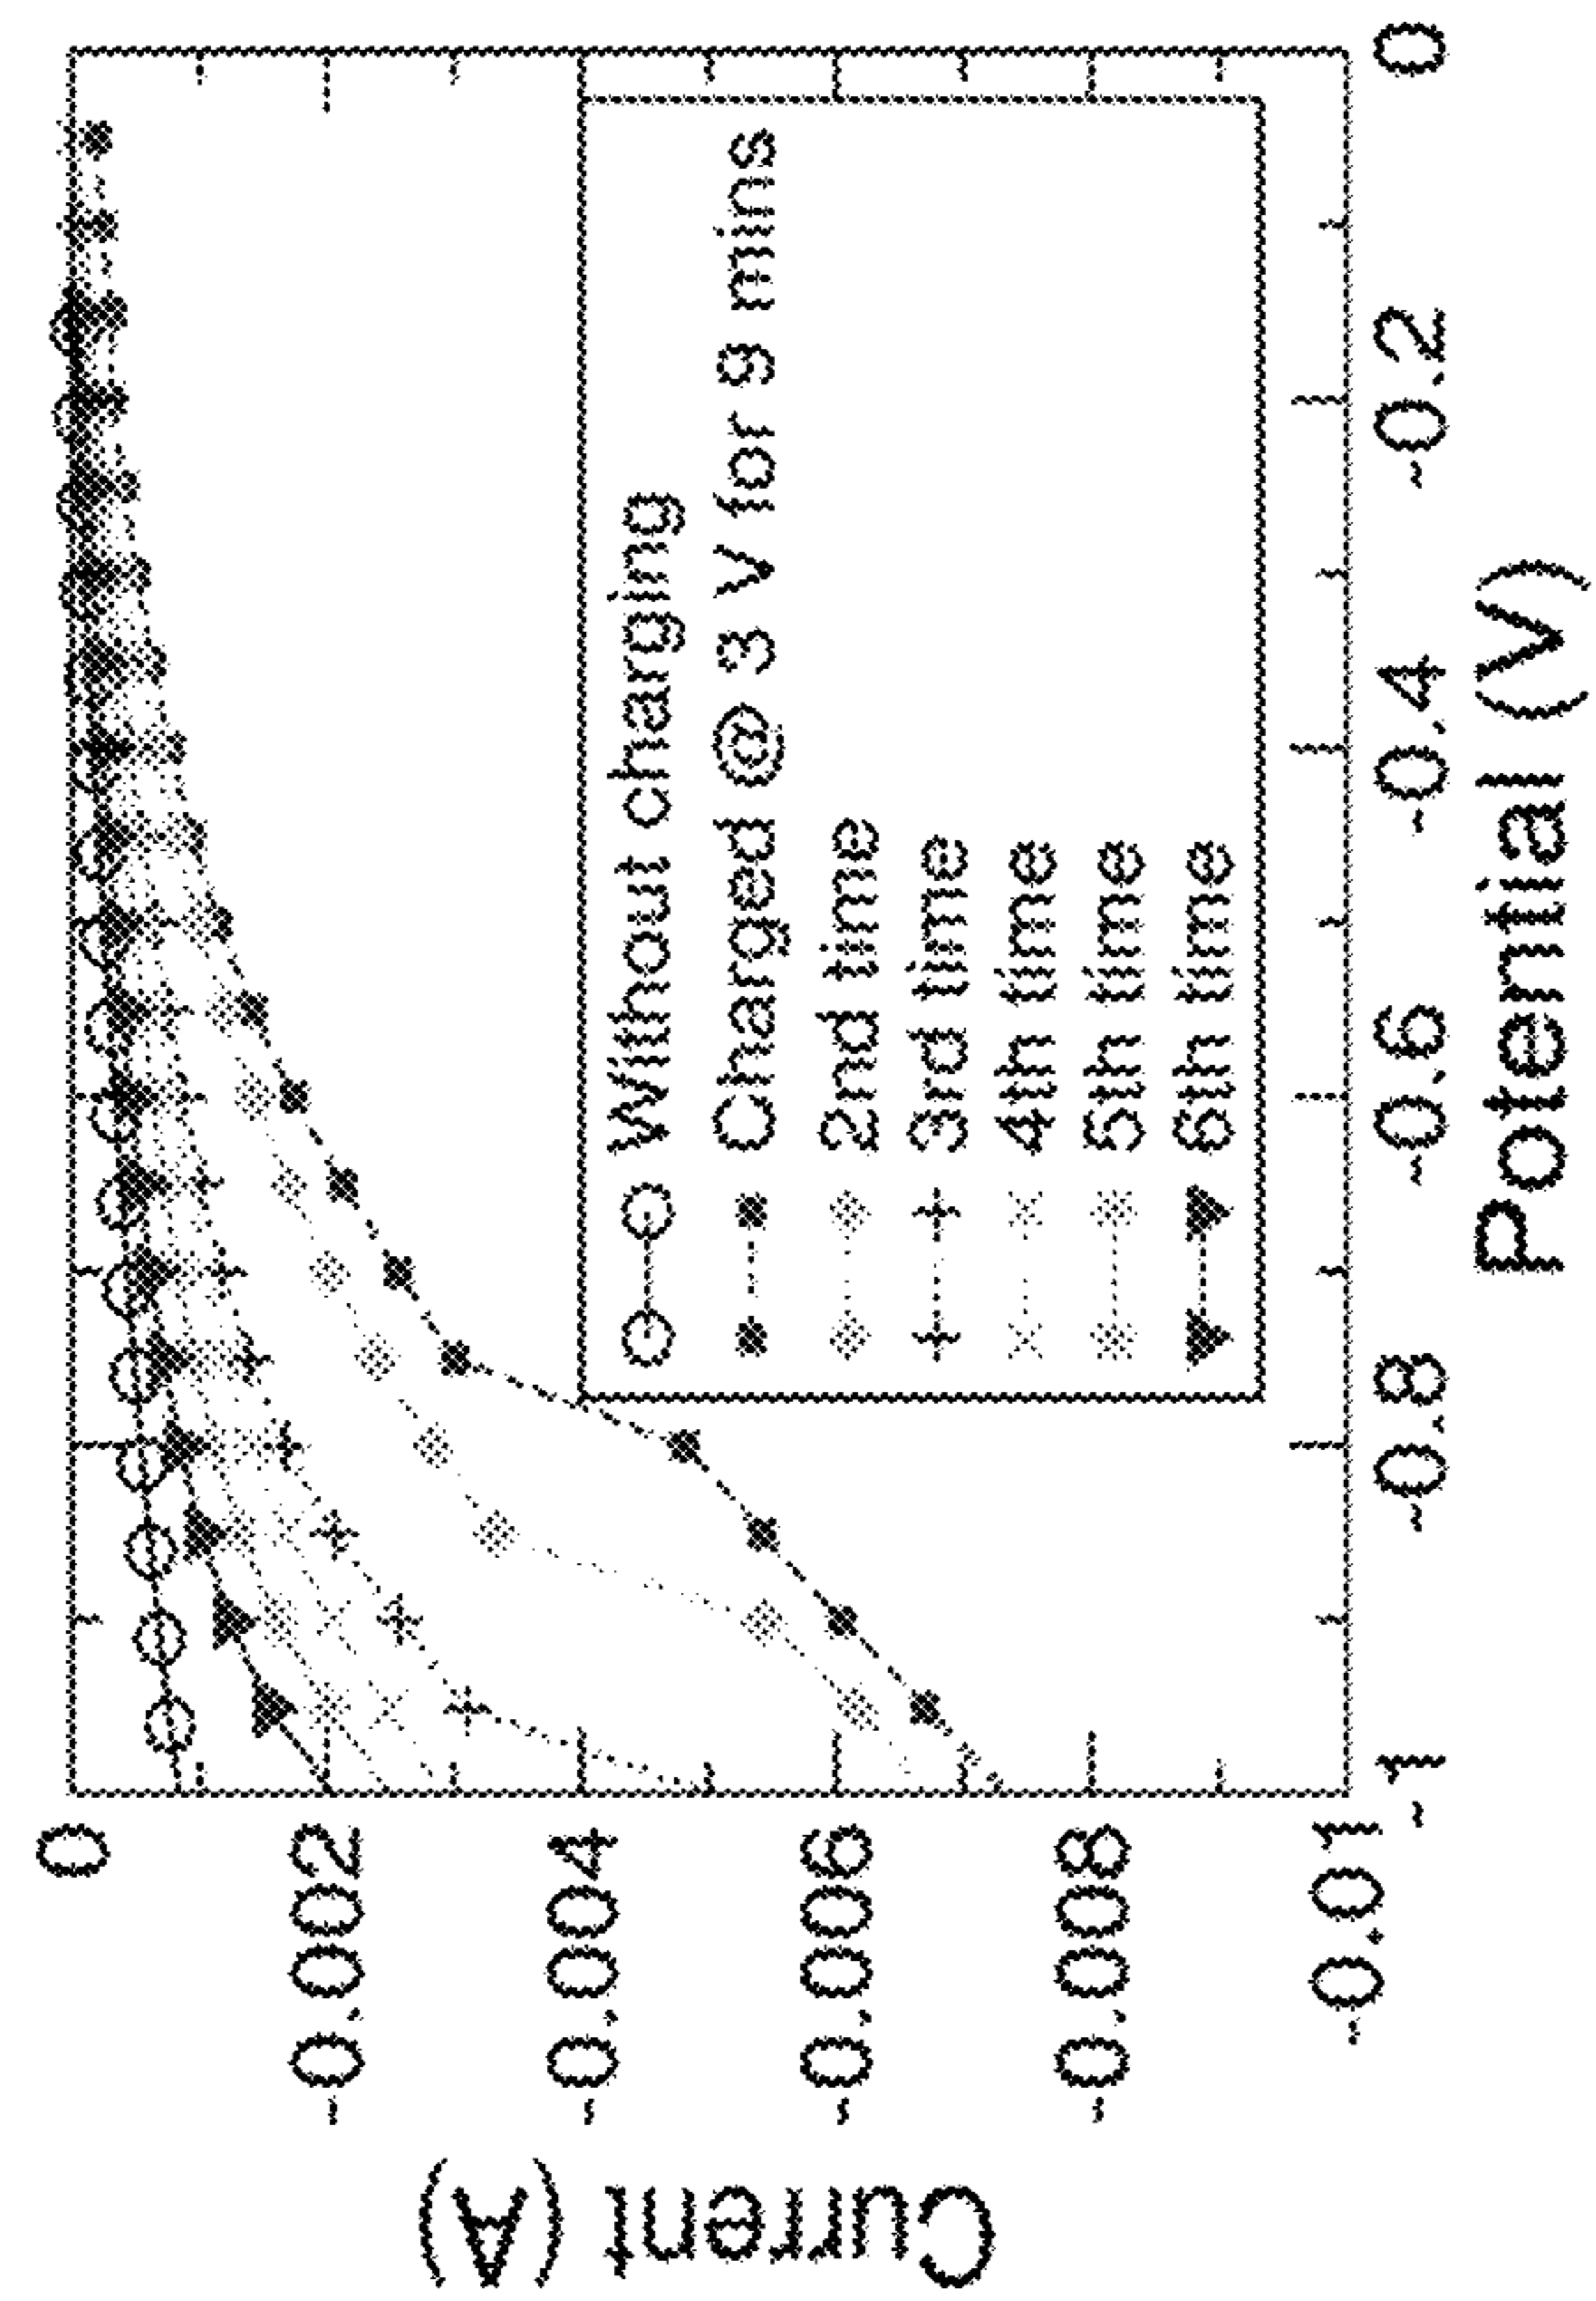 Current (A)
0
-0.002
-0.004
-0.006
-0.008
-0.01
Without charging
Charged @ 3 V for 9 mins
2nd time
3rd time
4th time
5th time
6th time
-1
-0.8
-0.6
-0.4
-0.2
0
Potential (V)